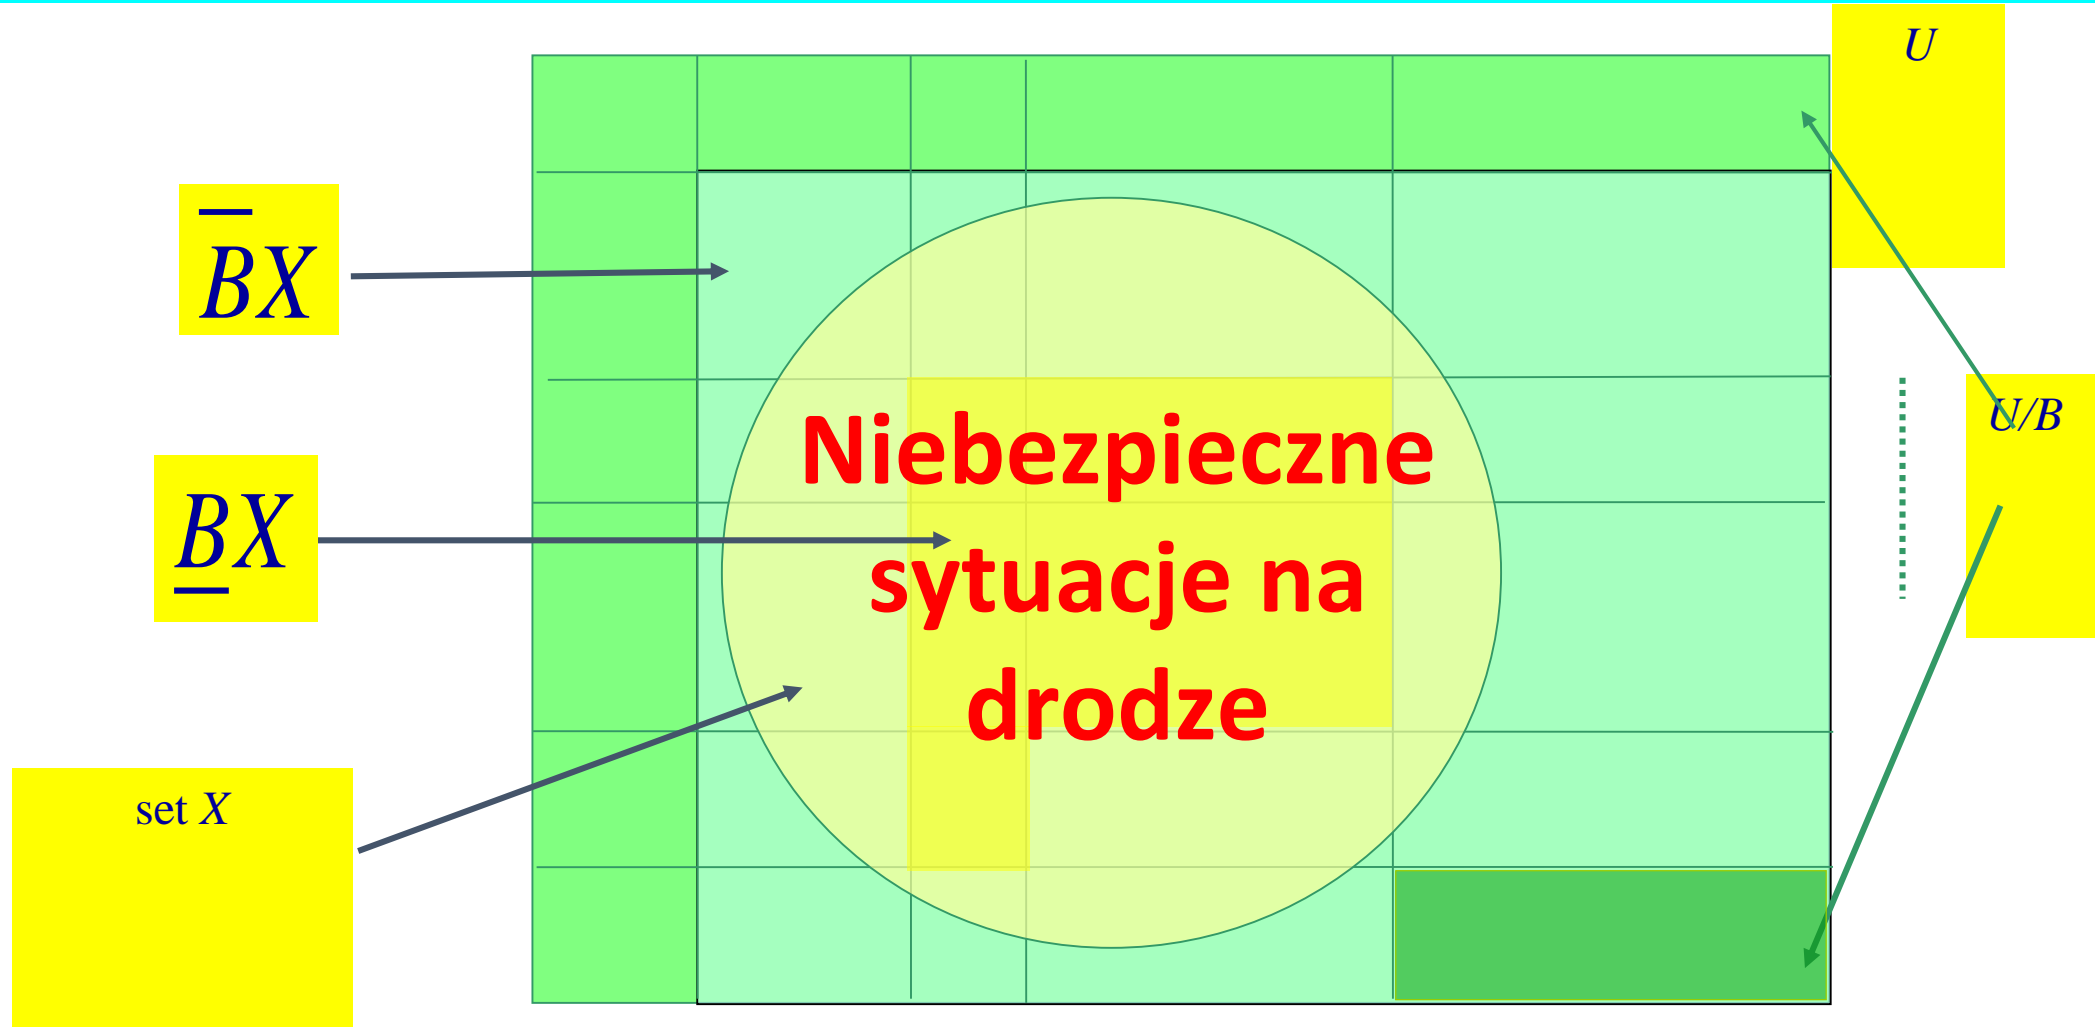 U
B̅X
U/B
Niebezpieczne
sytuacje na
drodze
B̲X
set X